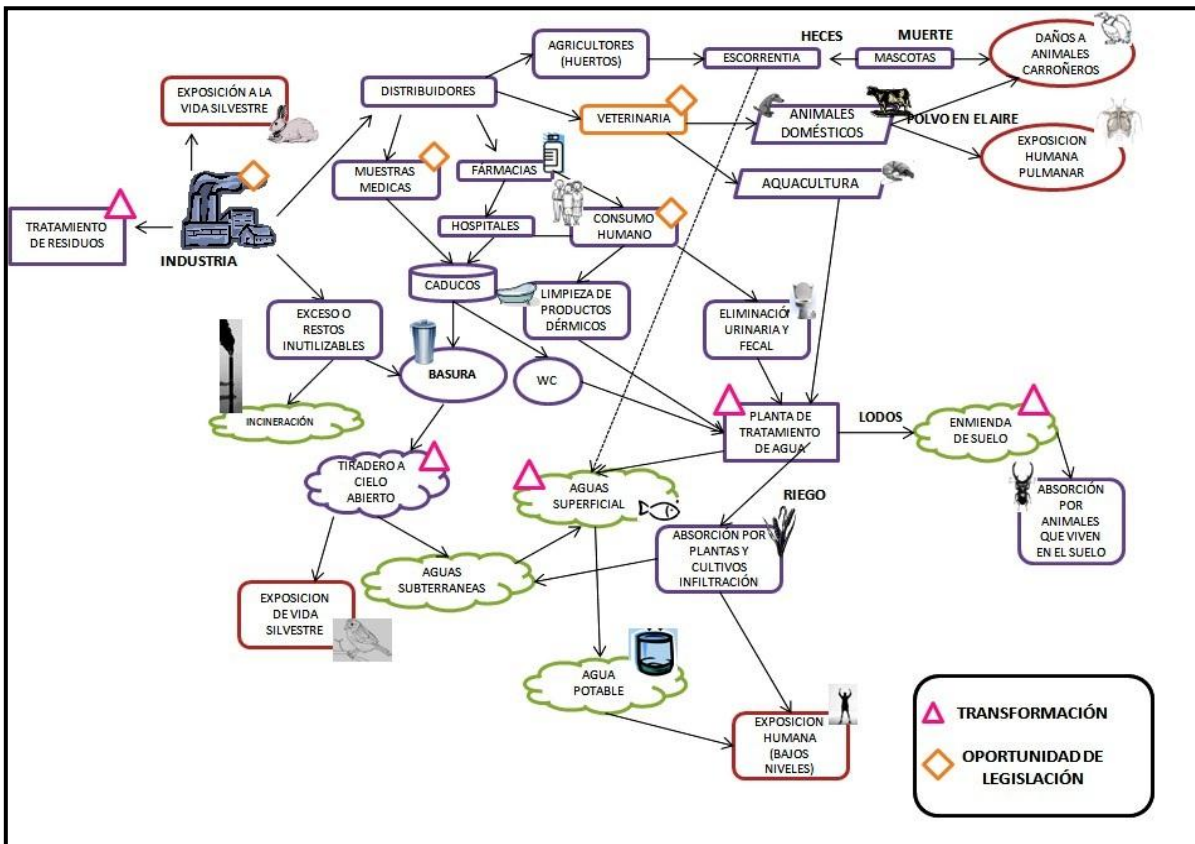 HECES
MUERTE
AGRICULTORES
(HUERTOS)
ESCORRENTIA
MASCOTAS
DAÑOS A
ANIMALES
CARROÑEROS
EXPOSICIÓN A LA
VIDA SILVESTRE
DISTRIBUIDORES
VETERINARIA
ANIMALES
DOMÉSTICOS
POLVO EN EL AIRE
EXPOSICION
HUMANA
PULMANAR
MUESTRAS
MEDICAS
FÁRMACIAS
AQUACULTURA
TRATAMIENTO
DE RESIDUOS
INDUSTRIA
HOSPITALES
CONSUMO
HUMANO
CADUCOS
LIMPIEZA DE
PRODUCTOS
DÉRMICOS
ELIMINACIÓN
URINARIA Y
FECAL
EXCESO O
RESTOS
INUTILIZABLES
BASURA
WC
INCINERACIÓN
PLANTA DE
TRATAMIENTO
DE AGUA
LODOS
ENMIENDA
DE SUELO
TIRADERO A
CIELO
ABIERTO
AGUAS
SUPERFICIAL
RIEGO
ABSORCIÓN POR
PLANTAS Y
CULTIVOS
INFILTRACIÓN
ABSORCIÓN
POR
ANIMALES
QUE VIVEN
EN EL SUELO
AGUAS
SUBTERRANEAS
EXPOSICION
DE VIDA
SILVESTRE
AGUA
POTABLE
EXPOSICION
HUMANA
(BAJOS
NIVELES)
TRANSFORMACIÓN
OPORTUNIDAD DE
LEGISLACIÓN